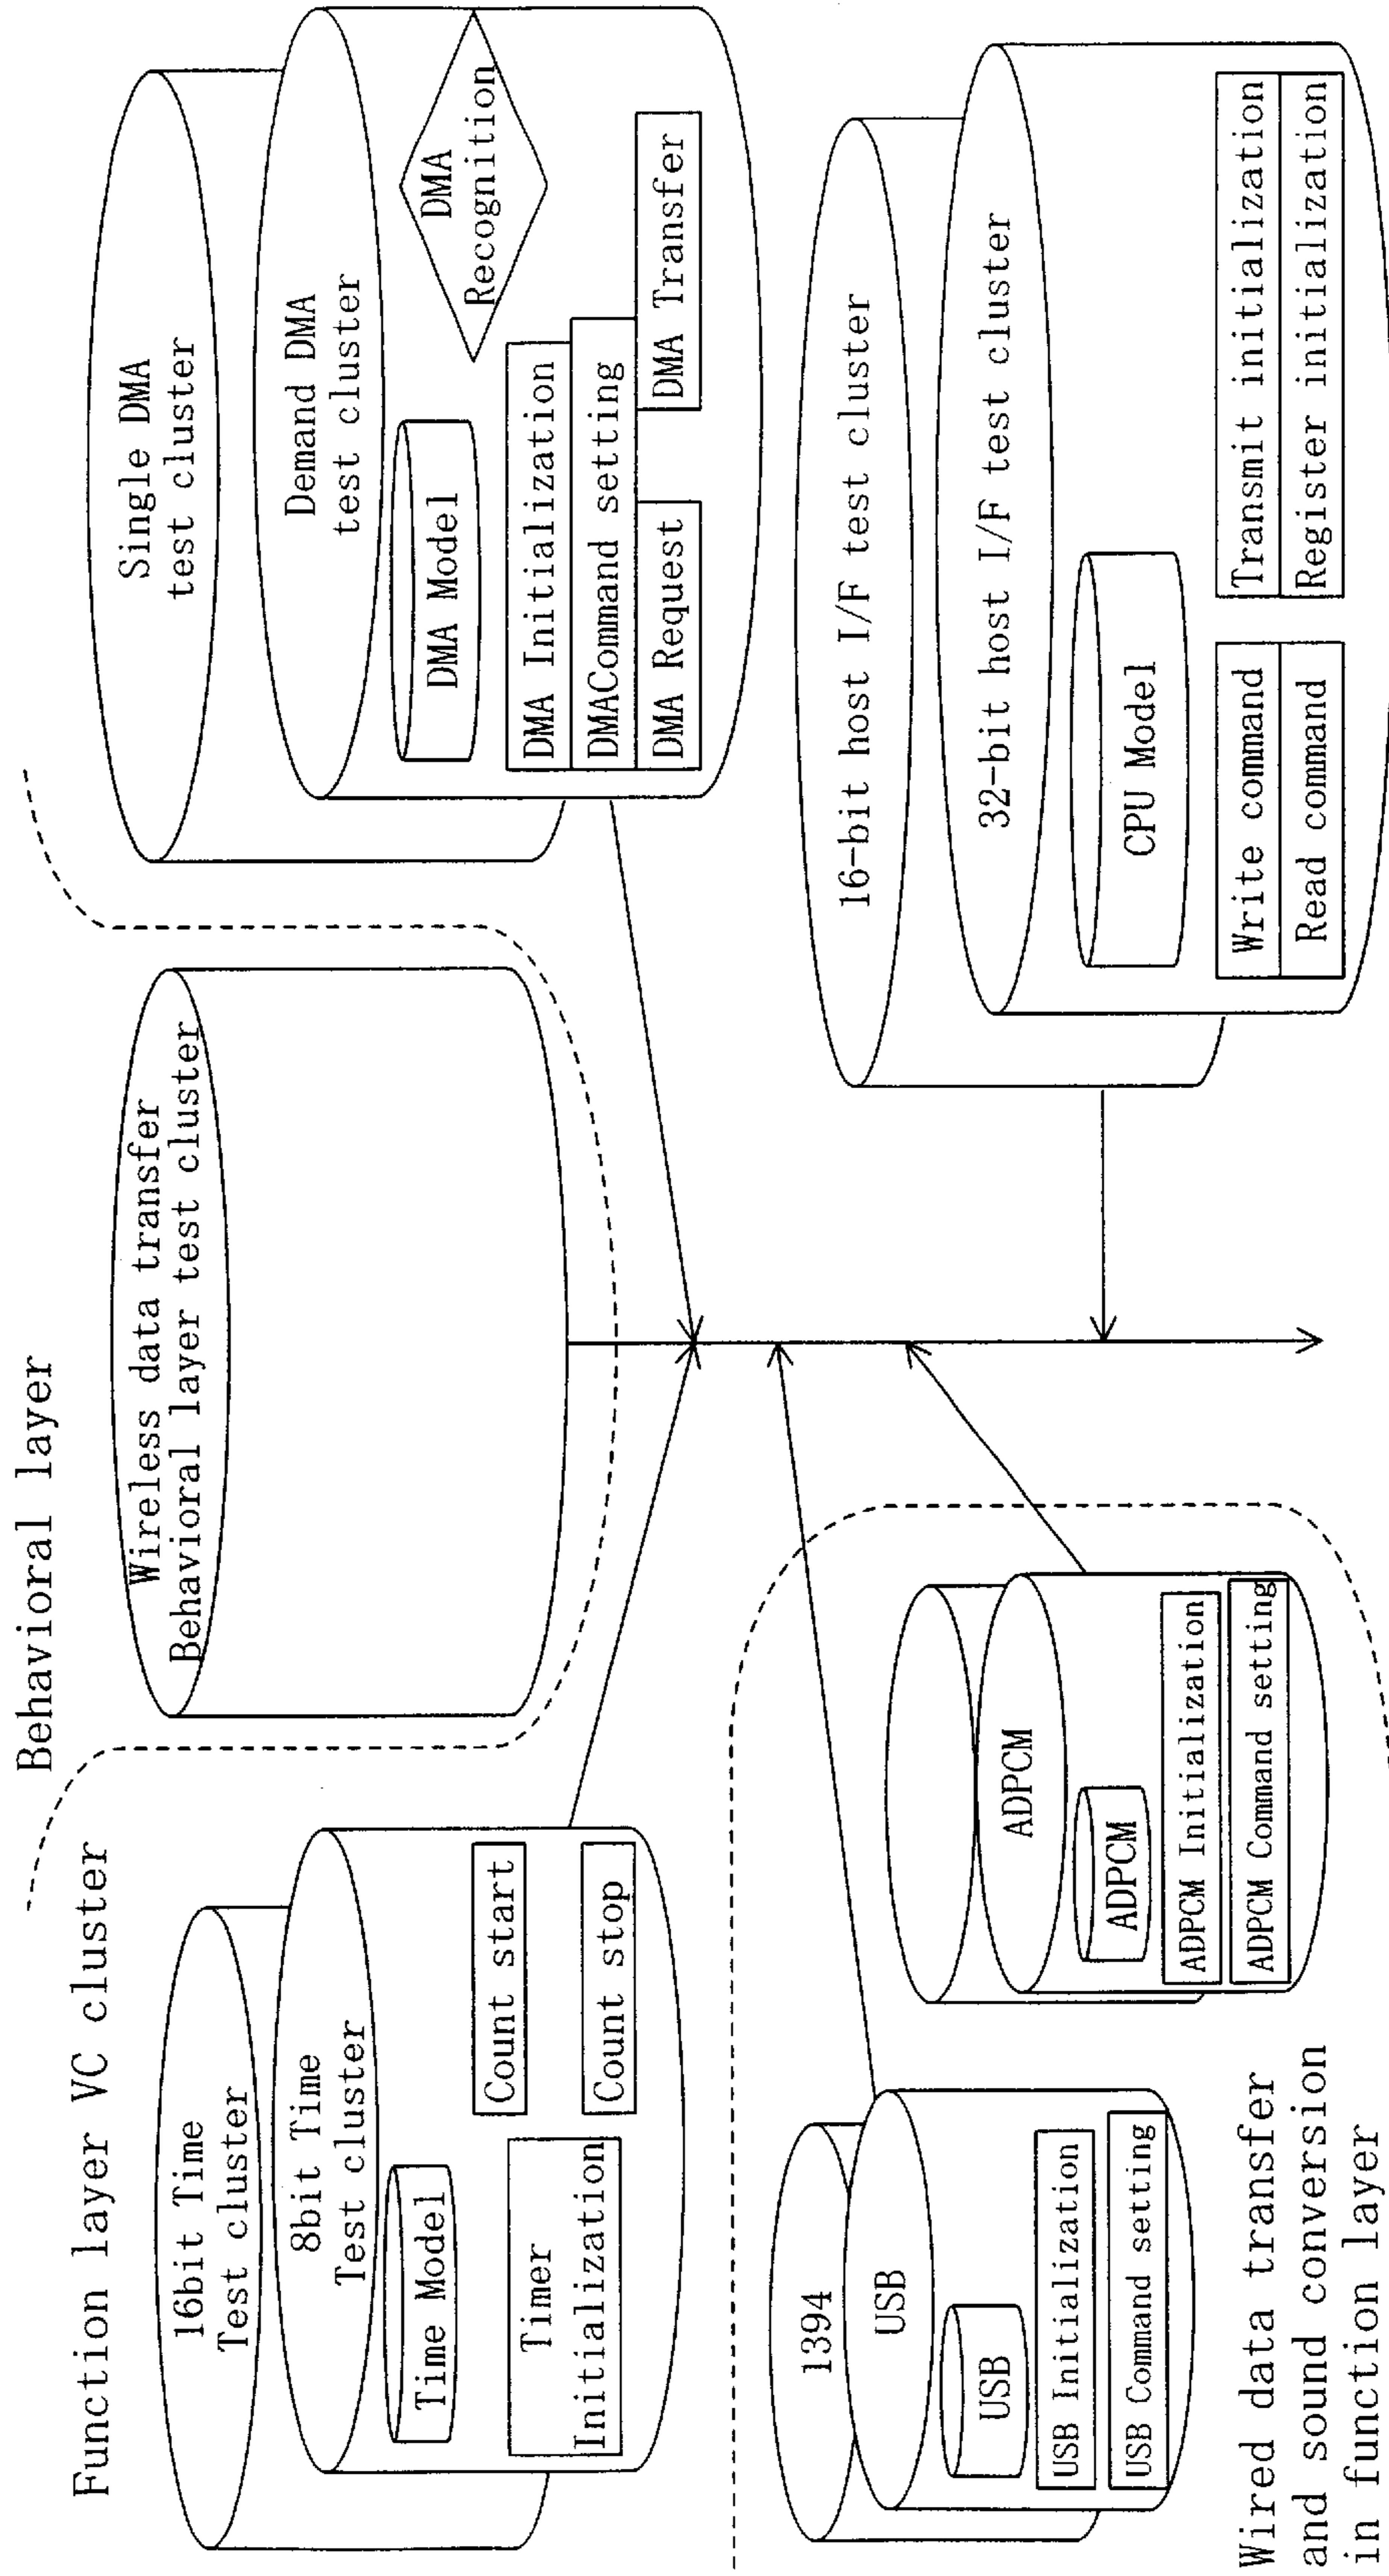 Behavioral layer
Function layer VC cluster
16bit Time
Test cluster
8bit Time
Test cluster
Time Model
Timer
Initialization
Count start
Count stop
Wireless data transfer
Behavioral layer test cluster
Single DMA
test cluster
Demand DMA
test cluster
DMA Model
DMA
Recognition
DMA Initialization
DMACommand setting
DMA Request
DMA Transfer
1394
USB
USB
USB Initialization
USB Command setting
ADPCM
ADPCM
ADPCM Initialization
ADPCM Command setting
16-bit host I/F test cluster
32-bit host I/F test cluster
CPU Model
Write command
Read command
Transmit initialization
Register initialization
Wired data transfer
and sound conversion
in function layer